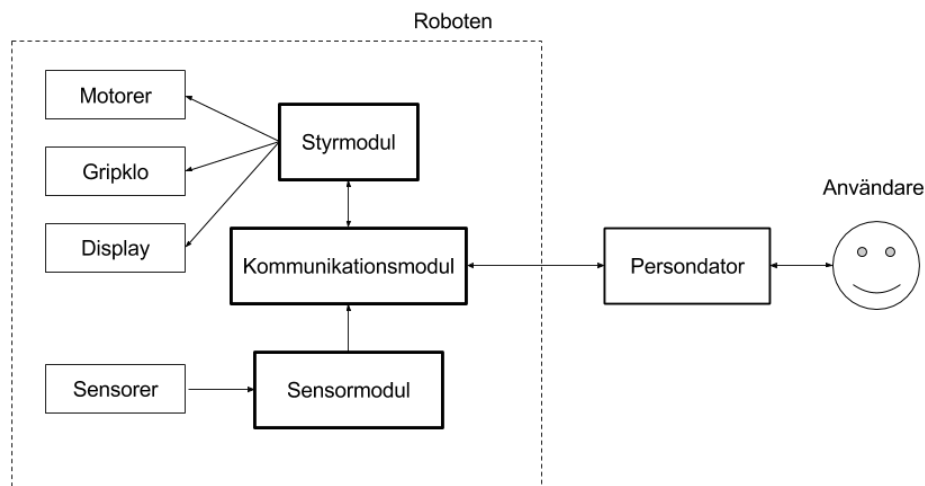 Roboten
Motorer
Styrmodul
Gripklo
Användare
Display
Kommunikationsmodul
Persondator
Sensorer
Sensormodul